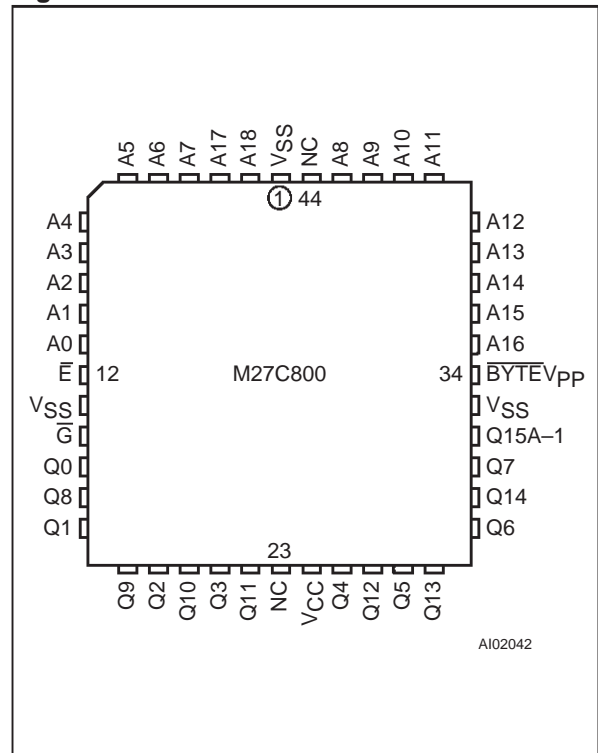 A5 A6 A7 A17 A18 VSS NC A8 A9 A10 A11
1 44
A4 A12
A3 A13
A2 A14
A1 A15
A0 A16
E̅ 12 M27C800 34 B̅Y̅T̅E̅VPP
VSS VSS
G̅ Q15A–1
Q0 Q7
Q8 Q14
Q1 Q6
23
Q9 Q2 Q10 Q3 Q11 NC VCC Q4 Q12 Q5 Q13
AI02042